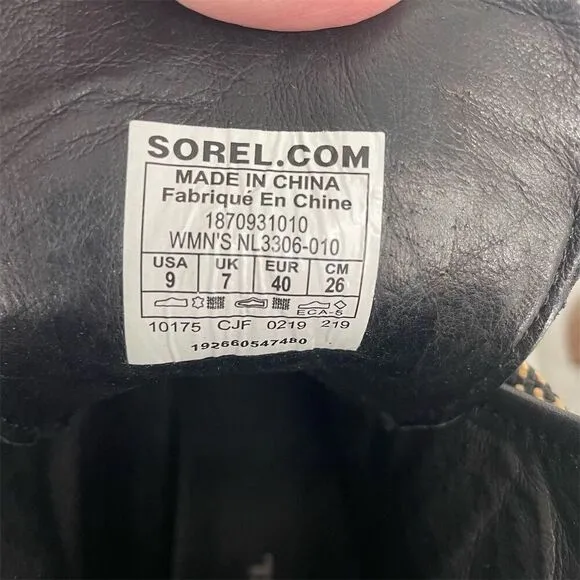 SOREL.COM
MADE IN CHINA
Fabriqué En Chine
1870931010
WMN'S NL3306-010
USA UK EUR CM
9 7 40 26
ECA-5
10175 CJF 0219 219
192660547480